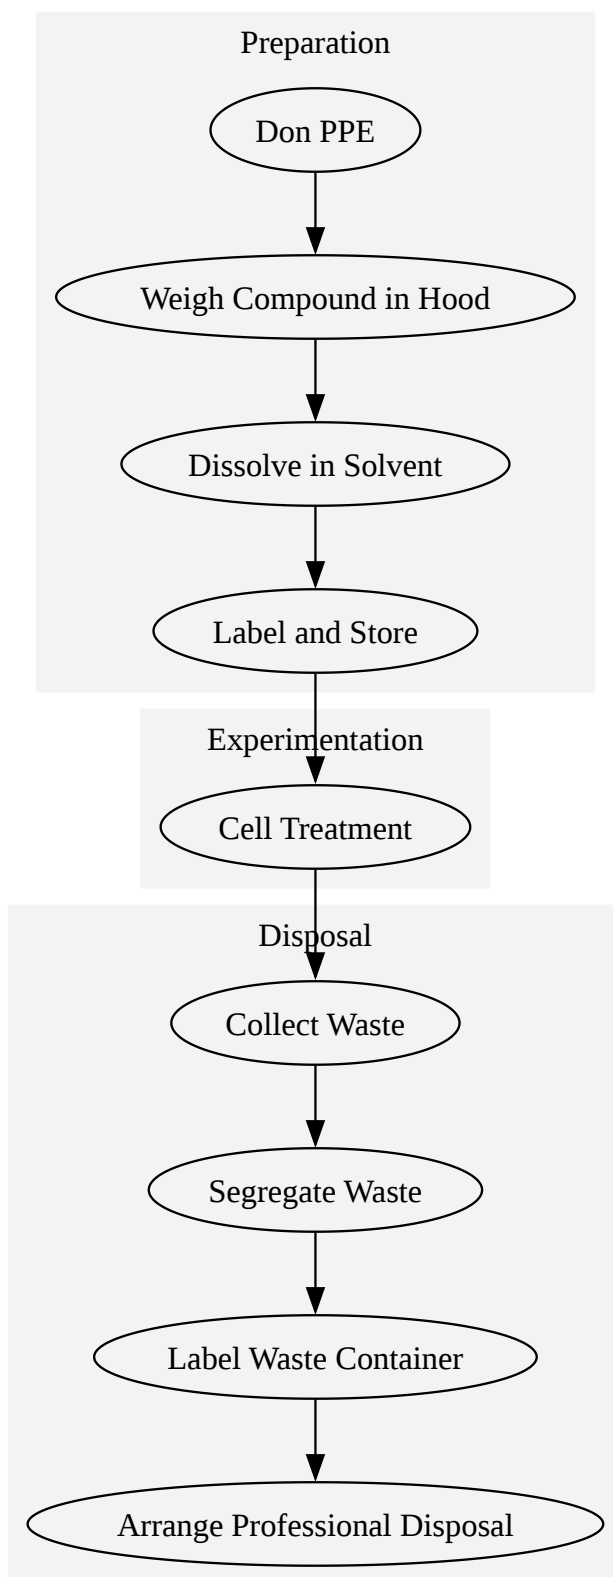 Preparation
Don PPE
Weigh Compound in Hood
Dissolve in Solvent
Label and Store
Experimentation
Cell Treatment
Disposal
Collect Waste
Segregate Waste
Label Waste Container
Arrange Professional Disposal